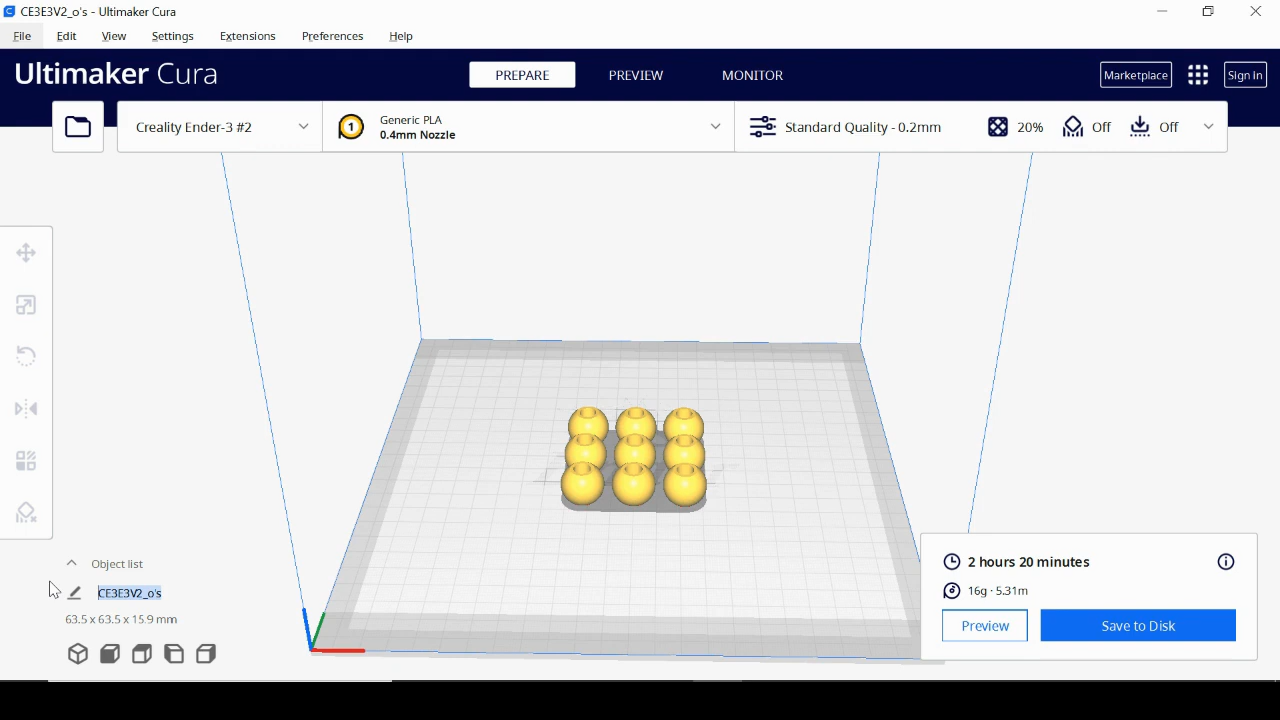 CE3E3V2_o's - Ultimaker Cura
File Edit View Settings Extensions Preferences Help
Ultimaker Cura PREPARE PREVIEW MONITOR Marketplace Sign in
Creality Ender-3 #2
1
Generic PLA
0.4mm Nozzle
Standard Quality - 0.2mm 20% Off Off
Object list
CE3E3V2_o's
63.5 x 63.5 x 15.9 mm
2 hours 20 minutes
16g · 5.31m
Preview Save to Disk